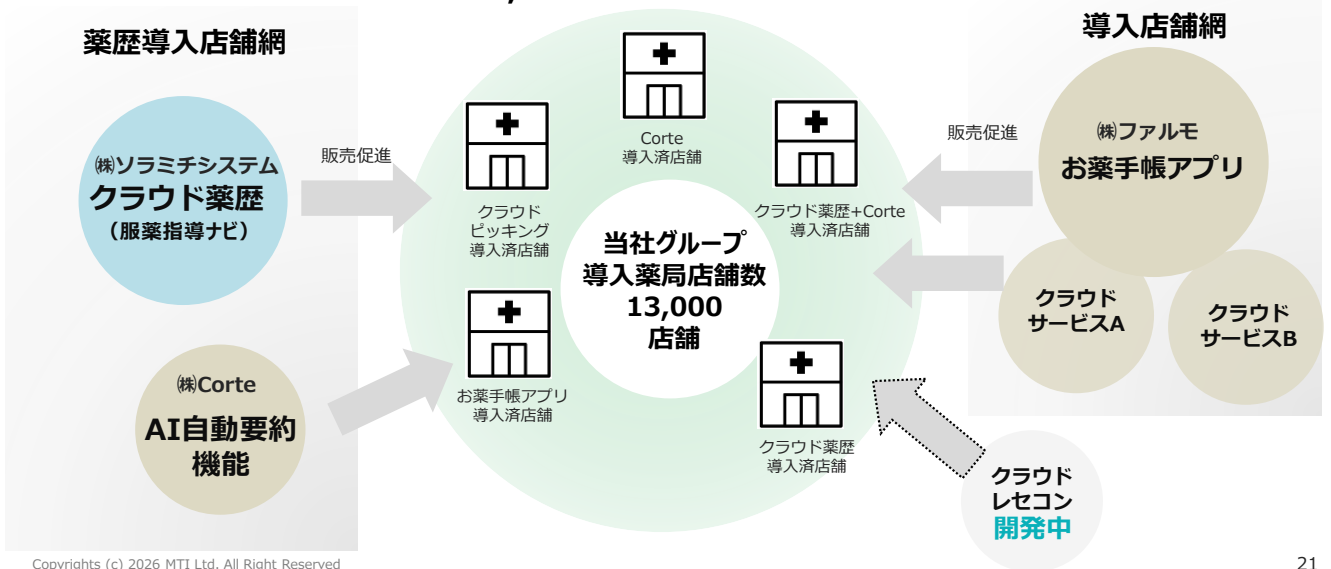 薬歴導入店舗網
㈱ソラミチシステム
クラウド薬歴
（服薬指導ナビ）
販売促進
㈱Corte
AI自動要約
機能
Corte
導入済店舗
クラウド
ピッキング
導入済店舗
クラウド薬歴+Corte
導入済店舗
当社グループ
導入薬局店舗数
13,000
店舗
お薬手帳アプリ
導入済店舗
クラウド薬歴
導入済店舗
導入店舗網
販売促進
㈱ファルモ
お薬手帳アプリ
クラウド
サービスA
クラウド
サービスB
クラウド
レセコン
開発中
Copyrights (c) 2026 MTI Ltd. All Right Reserved
21